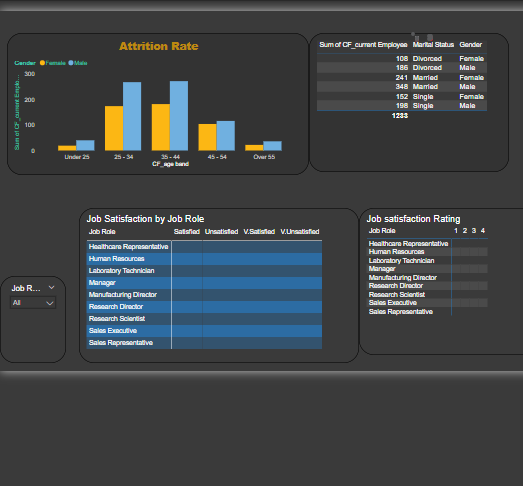 Attrition Rate
Gender Female Male
Sum of CF_current Emplo...
300
200
100
0
Under 25 25 - 34 35 - 44 45 - 54 Over 55
CF_age band
Sum of CF_current Employee Marital Status Gender
108 Divorced Female
186 Divorced Male
241 Married Female
348 Married Male
152 Single Female
198 Single Male
1233
Job Satisfaction by Job Role
Job Role Satisfied Unsatisfied V.Satisfied V.Unsatisfied
Healthcare Representative
Human Resources
Laboratory Technician
Manager
Manufacturing Director
Research Director
Research Scientist
Sales Executive
Sales Representative
Job satisfaction Rating
Job Role 1 2 3 4
Healthcare Representative
Human Resources
Laboratory Technician
Manager
Manufacturing Director
Research Director
Research Scientist
Sales Executive
Sales Representative
Job R...
All